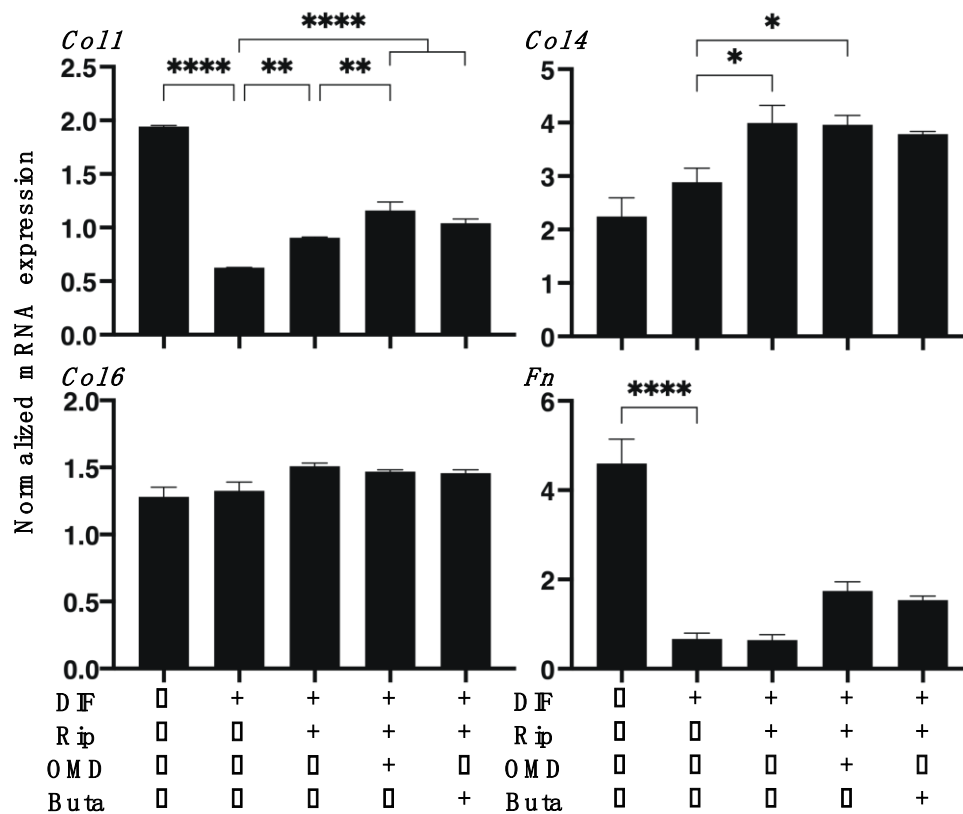 ****
Col1
**** ** **
2.5
2.0
1.5
1.0
0.5
0.0
*
Col4
*
5
4
3
2
1
0
Normalized mRNA expression
Col6
2.0
1.5
1.0
0.5
0.0
Fn
****
6
4
2
0
DIF ▯ + + + +
Rip ▯ ▯ + + +
OMD ▯ ▯ ▯ + ▯
Buta ▯ ▯ ▯ ▯ +
DIF ▯ + + + +
Rip ▯ ▯ + + +
OMD ▯ ▯ ▯ + ▯
Buta ▯ ▯ ▯ ▯ +